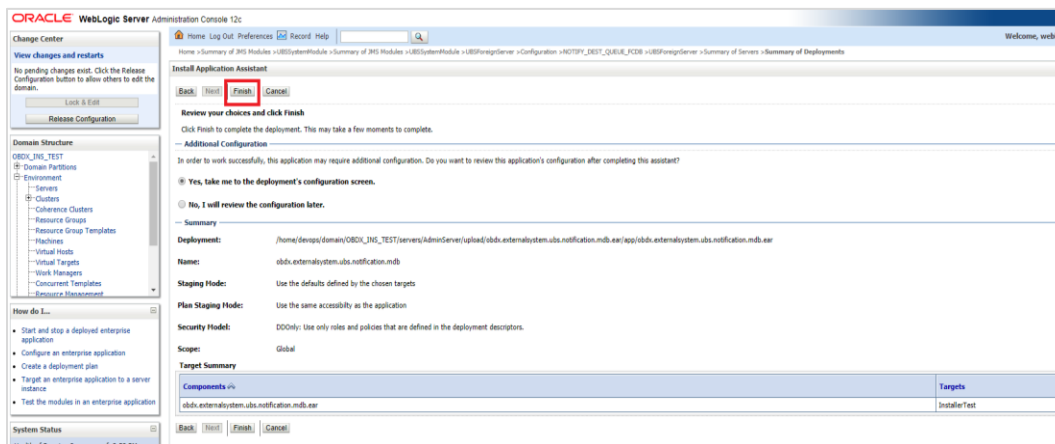 ORACLE WebLogic Server Administration Console 12c
Change Center
View changes and restarts
No pending changes exist. Click the Release
Configuration button to allow others to edit the
domain.
Lock & Edit
Release Configuration
Domain Structure
OBDX_INS_TEST
Domain Partitions
Environment
Servers
Clusters
Coherence Clusters
Resource Groups
Resource Group Templates
Machines
Virtual Hosts
Virtual Targets
Work Managers
Concurrent Templates
Resource Management
How do I...
Start and stop a deployed enterprise
application
Configure an enterprise application
Create a deployment plan
Target an enterprise application to a server
instance
Test the modules in an enterprise application
System Status
Home Log Out Preferences Record Help
Welcome, web
Home >Summary of JMS Modules >UBSSystemModule >Summary of JMS Modules >UBSSystemModule >UBSForeignServer >Configuration >NOTIFY_DEST_QUEUE_FCDB >UBSForeignServer >Summary of Servers >Summary of Deployments
Install Application Assistant
Back Next Finish Cancel
Review your choices and click Finish
Click Finish to complete the deployment. This may take a few moments to complete.
Additional Configuration
In order to work successfully, this application may require additional configuration. Do you want to review this application's configuration after completing this assistant?
Yes, take me to the deployment's configuration screen.
No, I will review the configuration later.
Summary
Deployment: /home/devops/domain/OBDX_INS_TEST/servers/AdminServer/upload/obdx.externalsystem.ubs.notification.mdb.ear/app/obdx.externalsystem.ubs.notification.mdb.ear
Name: obdx.externalsystem.ubs.notification.mdb
Staging Mode: Use the defaults defined by the chosen targets
Plan Staging Mode: Use the same accessibilty as the application
Security Model: DDOnly: Use only roles and policies that are defined in the deployment descriptors.
Scope: Global
Target Summary
Components Targets
obdx.externalsystem.ubs.notification.mdb.ear InstallerTest
Back Next Finish Cancel